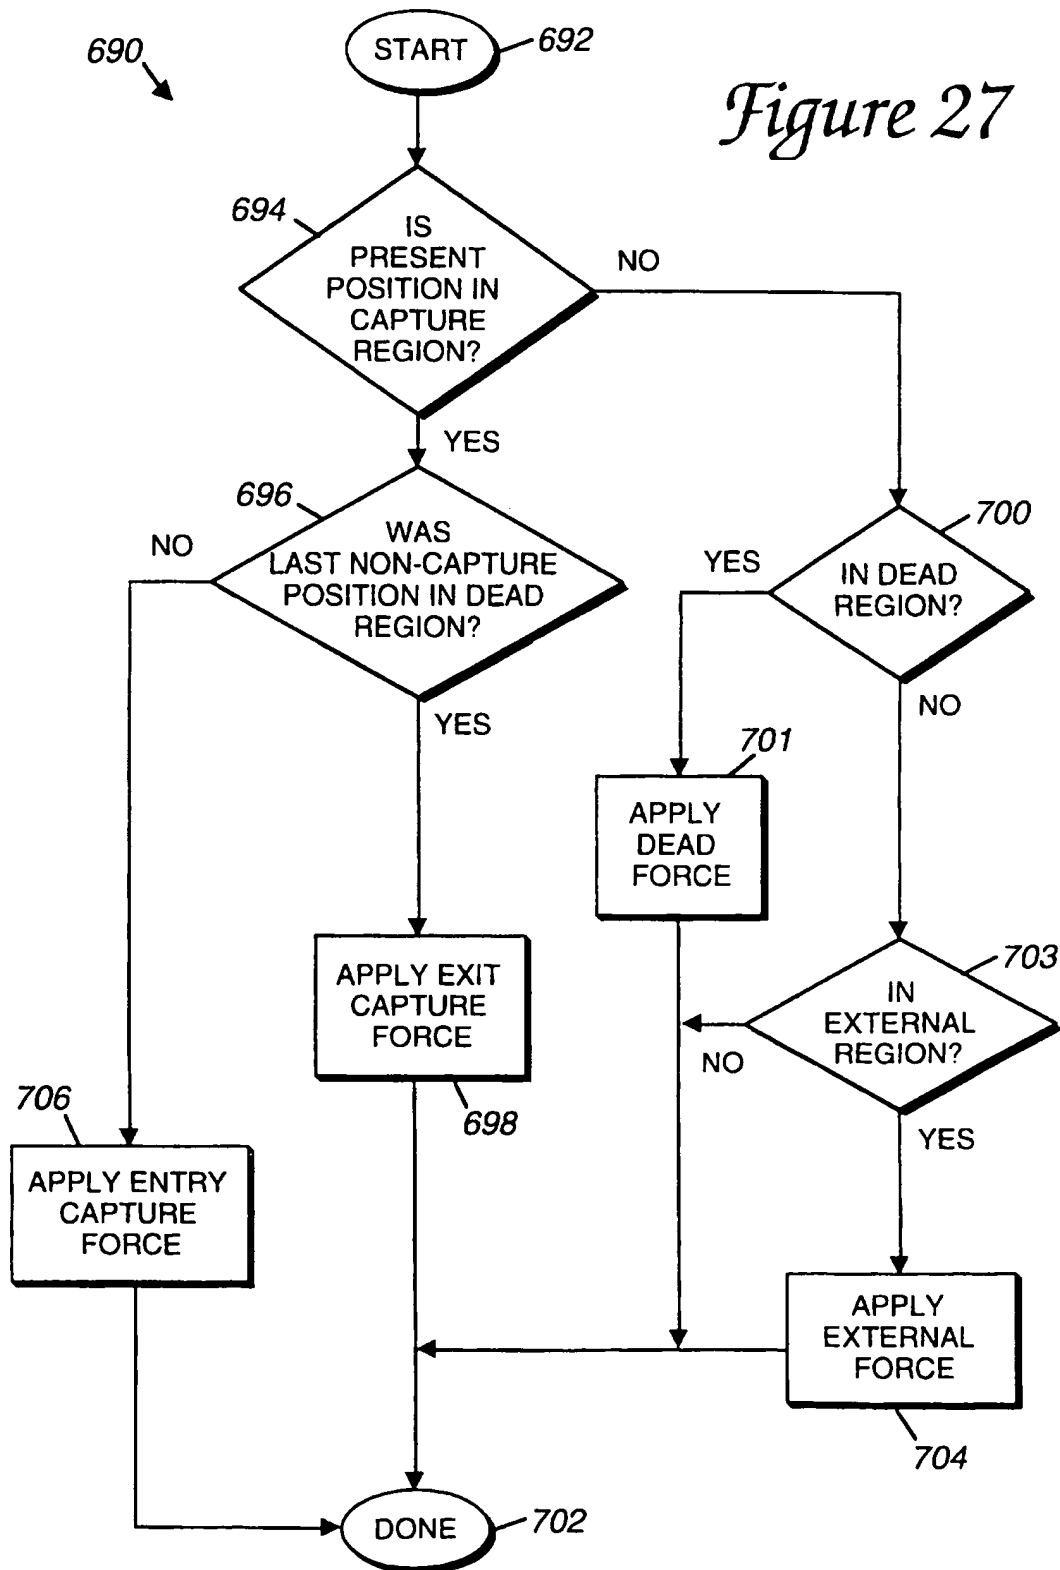 690
START
692
Figure 27
694
IS
PRESENT
POSITION IN
CAPTURE
REGION?
NO
YES
696
WAS
LAST NON-CAPTURE
POSITION IN DEAD
REGION?
NO
YES
700
IN DEAD
REGION?
YES
NO
701
APPLY
DEAD
FORCE
703
IN
EXTERNAL
REGION?
NO
YES
APPLY EXIT
CAPTURE
FORCE
698
706
APPLY ENTRY
CAPTURE
FORCE
APPLY
EXTERNAL
FORCE
704
DONE
702